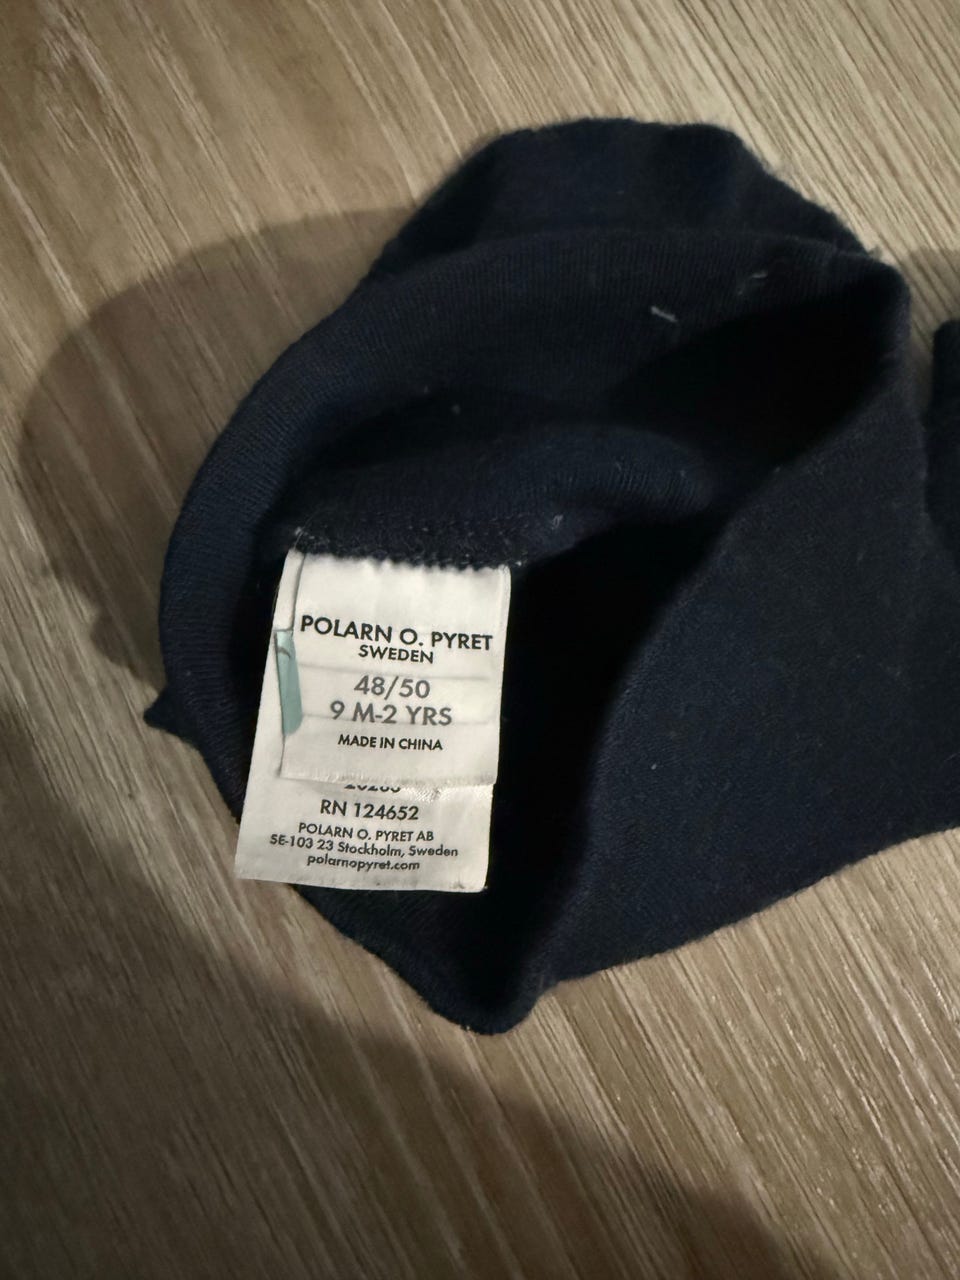 POLARN O. PYRET
SWEDEN
48/50
9 M-2 YRS
MADE IN CHINA
RN 124652
POLARN O. PYRET AB
SE-103 23 Stockholm, Sweden
polarnopyret.com